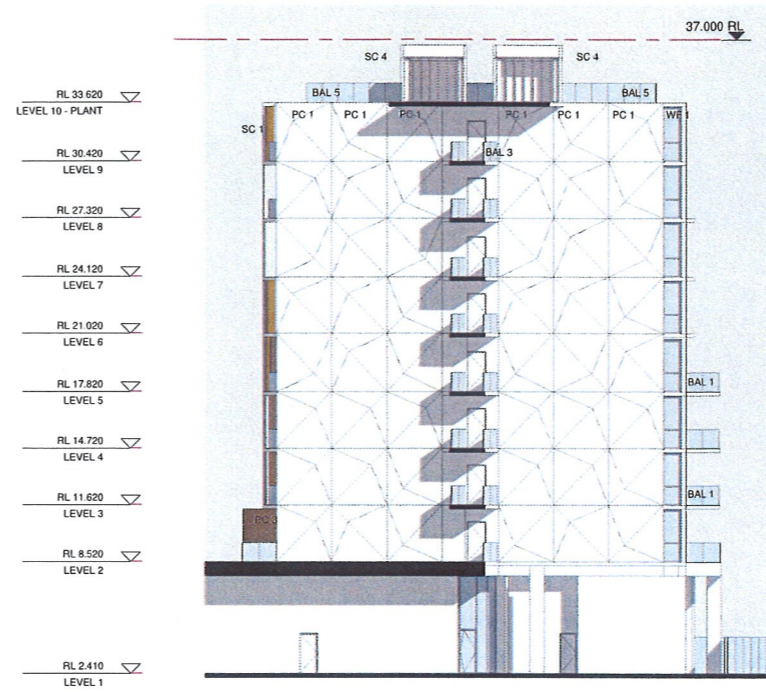 37.000 RL
SC 4 SC 4
RL 33 620
BAL 5 BAL 5
LEVEL 10 - PLANT
PC 1 PC 1 PC 1 PC 1 PC 1 PC 1
SC 1
BAL 3
RL 30.420
LEVEL 9
RL 27.320
LEVEL 8
RL 24.120
LEVEL 7
RL 21 020
LEVEL 6
RL 17.820
BAL 1
LEVEL 5
RL 14.720
LEVEL 4
RL 11.620
BAL 1
LEVEL 3
RL 8.520
LEVEL 2
RL 2.410
LEVEL 1